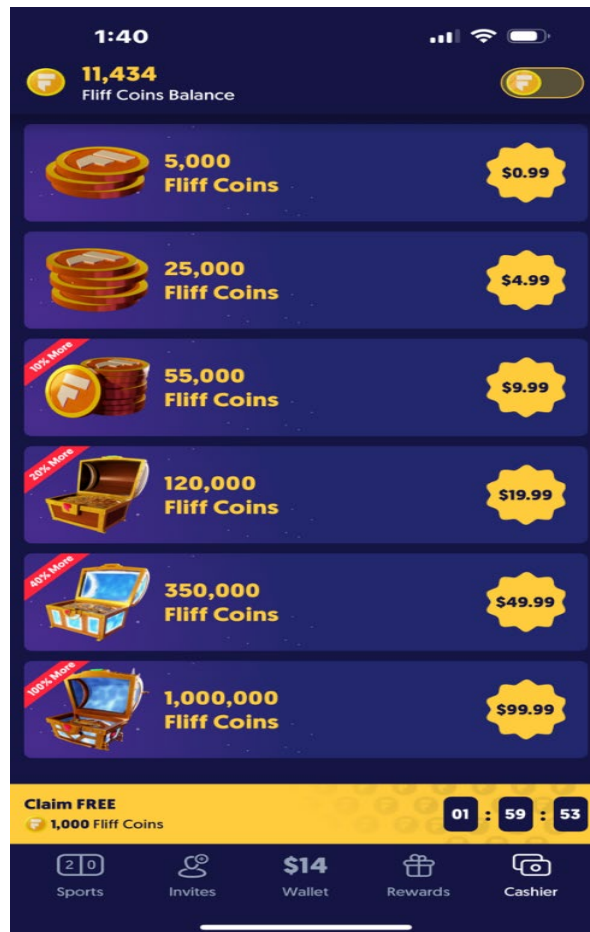 1:40
11,434
Fliff Coins Balance
5,000
Fliff Coins
$0.99
25,000
Fliff Coins
$4.99
10% More
55,000
Fliff Coins
$9.99
20% More
120,000
Fliff Coins
$19.99
40% More
350,000
Fliff Coins
$49.99
100% More
1,000,000
Fliff Coins
$99.99
Claim FREE
1,000 Fliff Coins
01 : 59 : 53
2 0
$14
Sports Invites Wallet Rewards Cashier